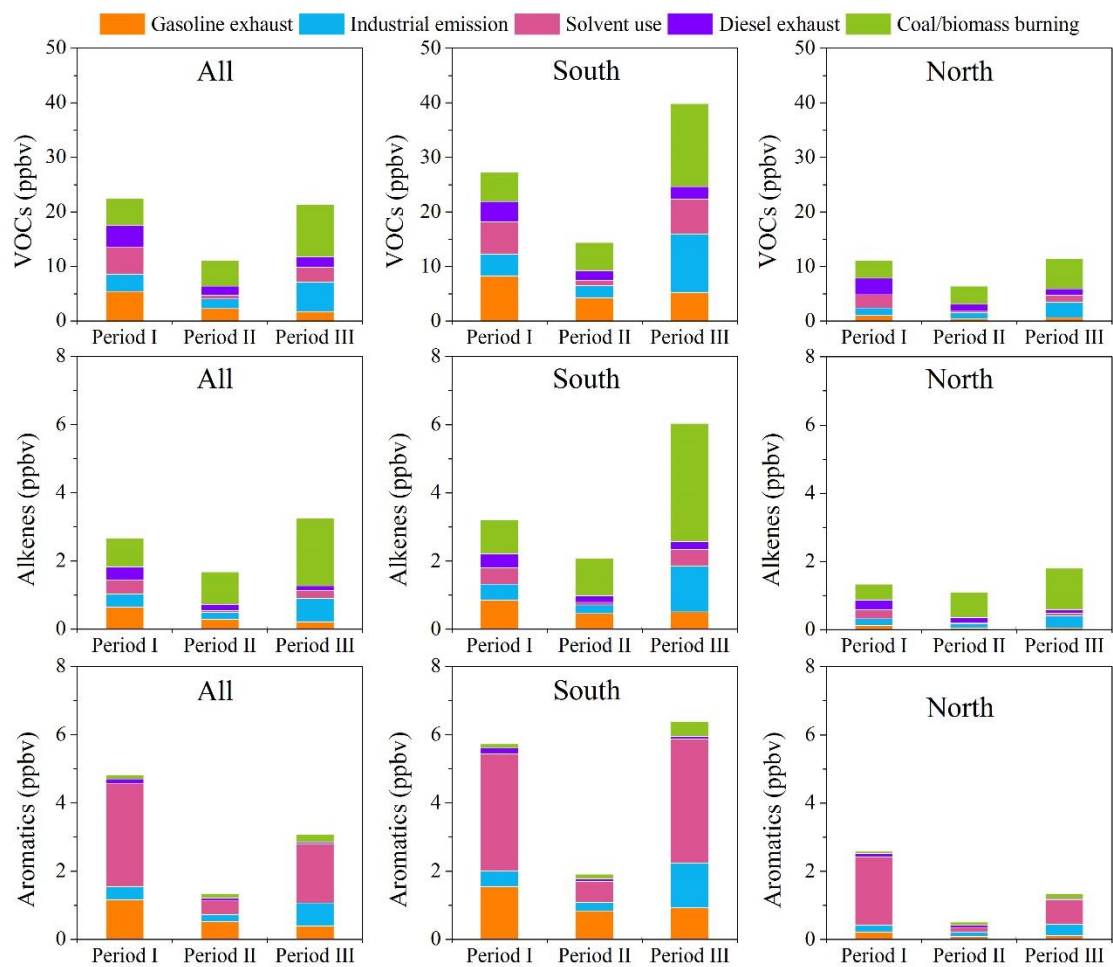 Gasoline exhaust Industrial emission Solvent use Diesel exhaust Coal/biomass burning
All
VOCs (ppbv)
50
40
30
20
10
0
Period I Period II Period III
South
VOCs (ppbv)
50
40
30
20
10
0
Period I Period II Period III
North
VOCs (ppbv)
50
40
30
20
10
0
Period I Period II Period III
All
Alkenes (ppbv)
8
6
4
2
0
Period I Period II Period III
South
Alkenes (ppbv)
8
6
4
2
0
Period I Period II Period III
North
Alkenes (ppbv)
8
6
4
2
0
Period I Period II Period III
All
Aromatics (ppbv)
8
6
4
2
0
Period I Period II Period III
South
Aromatics (ppbv)
8
6
4
2
0
Period I Period II Period III
North
Aromatics (ppbv)
8
6
4
2
0
Period I Period II Period III